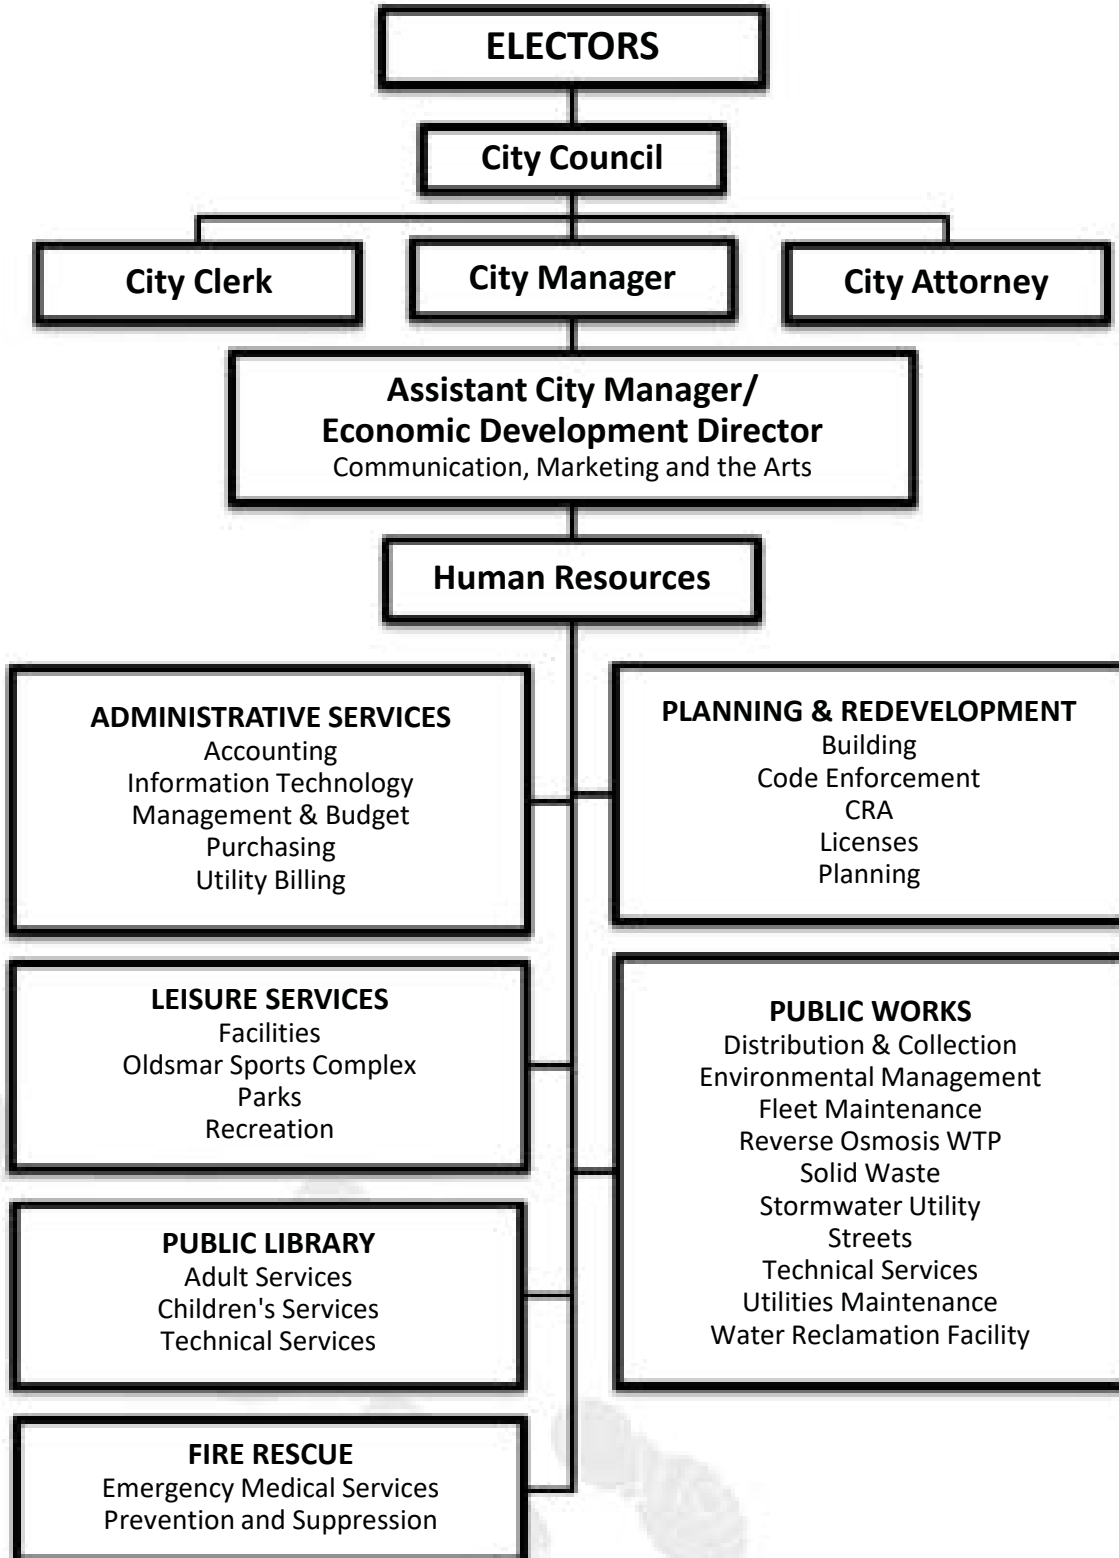 ELECTORS
City Council
City Clerk
City Manager
City Attorney
Assistant City Manager/
Economic Development Director
Communication, Marketing and the Arts
Human Resources
ADMINISTRATIVE SERVICES
Accounting
Information Technology
Management & Budget
Purchasing
Utility Billing
PLANNING & REDEVELOPMENT
Building
Code Enforcement
CRA
Licenses
Planning
LEISURE SERVICES
Facilities
Oldsmar Sports Complex
Parks
Recreation
PUBLIC WORKS
Distribution & Collection
Environmental Management
Fleet Maintenance
Reverse Osmosis WTP
Solid Waste
Stormwater Utility
Streets
Technical Services
Utilities Maintenance
Water Reclamation Facility
PUBLIC LIBRARY
Adult Services
Children's Services
Technical Services
FIRE RESCUE
Emergency Medical Services
Prevention and Suppression